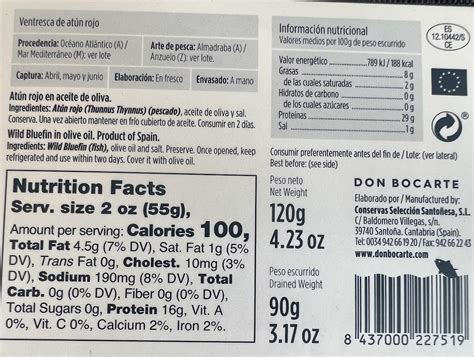 Ventresca de atún rojo
Procedencia: Océano Atlántico (A) /
Mar Mediterráneo (M); ver lote.
Arte de pesca: Almadraba (A) /
Anzuelo (Z): ver lote.
Captura: Abril, mayo y junio
Elaboración: En fresco
Envasado: A mano
Atún rojo en aceite de oliva.
Ingredientes: Atún rojo (Thunnus Thynnus) (pescado), aceite de oliva y sal.
Conserva. Una vez abierto mantener en frío cubierto de aceite. Consumir en 2 días.
Wild Bluefin in olive oil. Product of Spain.
Ingredients: Wild Bluefin (fish), olive oil and salt. Preserve. Once opened, keep
refrigerated and use within two days. Cover it with olive oil.
Nutrition Facts
Serv. size 2 oz (55g),
Amount per serving: Calories 100,
Total Fat 4.5g (7% DV), Sat. Fat 1g (5%
DV), Trans Fat 0g, Cholest. 10mg (3%
DV), Sodium 190mg (8% DV), Total
Carb. 0g (0% DV), Fiber 0g (0% DV),
Total Sugars 0g, Protein 16g, Vit. A
0%, Vit. C 0%, Calcium 2%, Iron 2%.
Información nutricional
Valores medios por 100g de peso escurrido
Valor energético 789 kJ / 188 kcal
Grasas 8 g
de las cuales saturadas 2 g
Hidratos de carbono 0 g
de los cuales azúcares 0 g
Proteínas 29 g
Sal 1 g
ES
12.10442/S
CE
Consumir preferentemente antes del fin de / Lote: (ver lateral)
Best before: (see side)
Peso neto
Net Weight
120g
4.23 oz
Peso escurrido
Drained Weight
90g
3.17 oz
DON BOCARTE
Elaborado por / Manufactured by
Conservas Selección Santoñesa, S.L.
C/ Baldomero Villegas, s/n.
39740 Santoña. Cantabria (Spain).
Tel: 0034 942 66 19 20 / Fax: 942 66 22 48
www.donbocarte.com
8 437000 227519